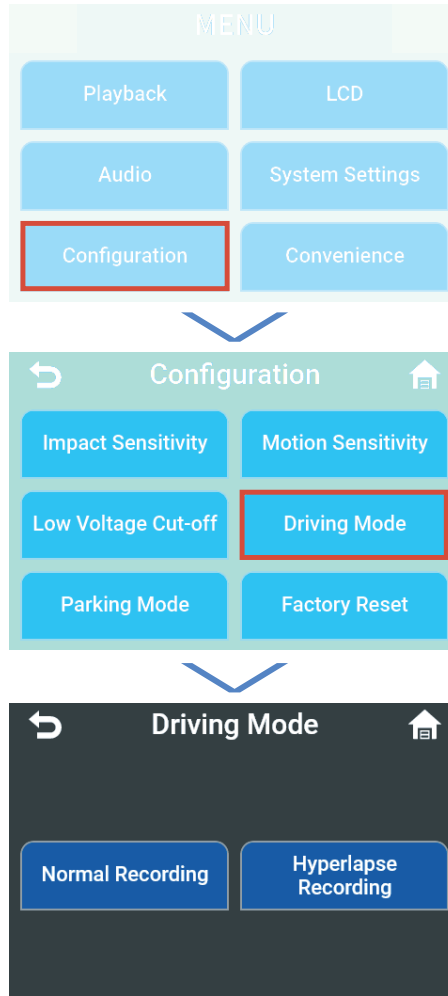 MENU
Playback
LCD
Audio
System Settings
Configuration
Convenience
Configuration
Impact Sensitivity
Motion Sensitivity
Low Voltage Cut-off
Driving Mode
Parking Mode
Factory Reset
Driving Mode
Normal Recording
Hyperlapse
Recording